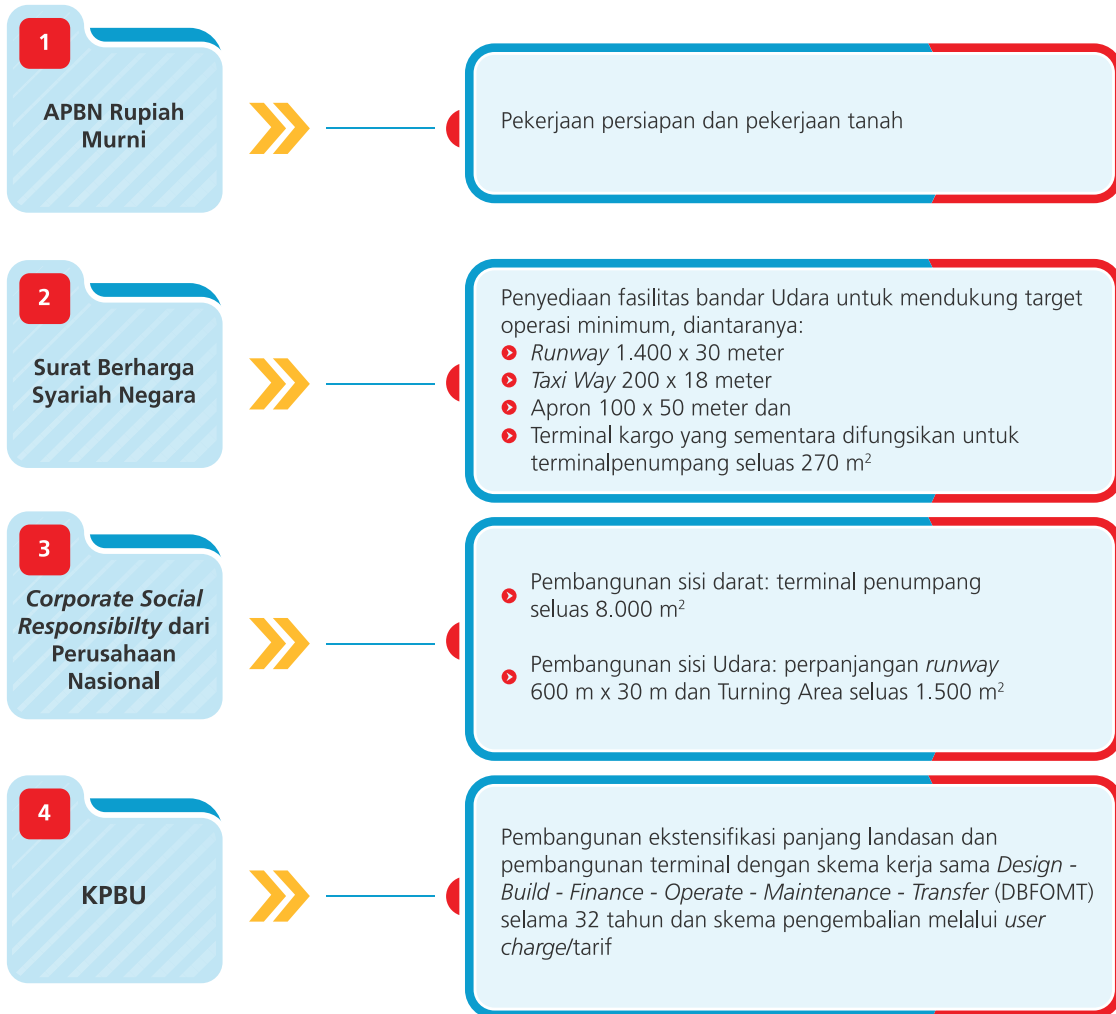 1
APBN Rupiah
Murni
Pekerjaan persiapan dan pekerjaan tanah
2
Surat Berharga
Syariah Negara
Penyediaan fasilitas bandar Udara untuk mendukung target
operasi minimum, diantaranya:
Runway 1.400 x 30 meter
Taxi Way 200 x 18 meter
Apron 100 x 50 meter dan
Terminal kargo yang sementara difungsikan untuk
terminalpenumpang seluas 270 m²
3
Corporate Social
Responsibilty dari
Perusahaan
Nasional
Pembangunan sisi darat: terminal penumpang
seluas 8.000 m²
Pembangunan sisi Udara: perpanjangan runway
600 m x 30 m dan Turning Area seluas 1.500 m²
4
KPBU
Pembangunan ekstensifikasi panjang landasan dan
pembangunan terminal dengan skema kerja sama Design -
Build - Finance - Operate - Maintenance - Transfer (DBFOMT)
selama 32 tahun dan skema pengembalian melalui user
charge/tarif